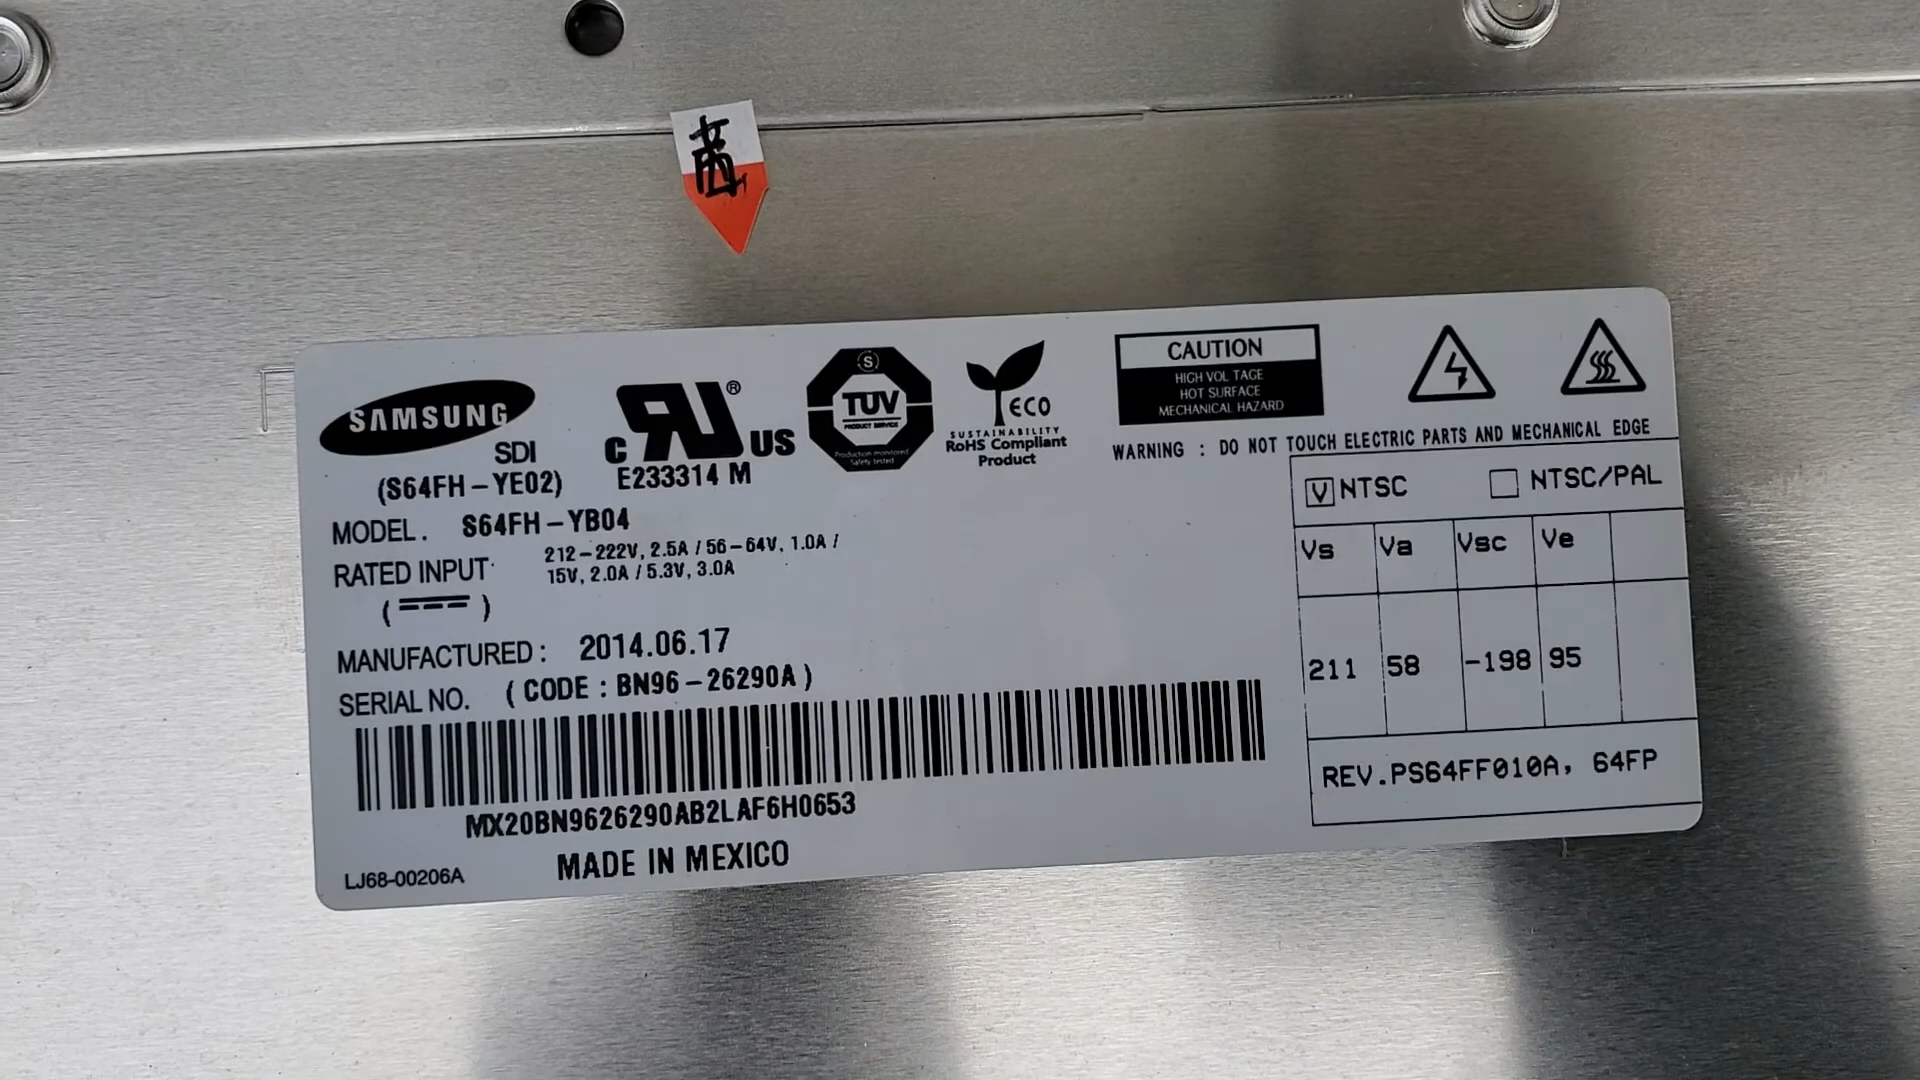 SAMSUNG
SDI
(S64FH-YE02)
C UR® US
E233314 M
S
TUV
PRODUCT SERVICE
Production monitored
Safety tested
ECO
SUSTAINABILITY
RoHS Compliant
Product
CAUTION
HIGH VOL TAGE
HOT SURFACE
MECHANICAL HAZARD
WARNING : DO NOT TOUCH ELECTRIC PARTS AND MECHANICAL EDGE
MODEL. S64FH-YB04
RATED INPUT 212-222V, 2.5A / 56-64V, 1.0A /
15V, 2.0A / 5.3V, 3.0A
MANUFACTURED : 2014.06.17
SERIAL NO. ( CODE : BN96-26290A )
MX20BN9626290AB2LAF6H0653
LJ68-00206A
MADE IN MEXICO
V NTSC NTSC/PAL
Vs Va Vsc Ve
211 58 -198 95
REV.PS64FF010A, 64FP